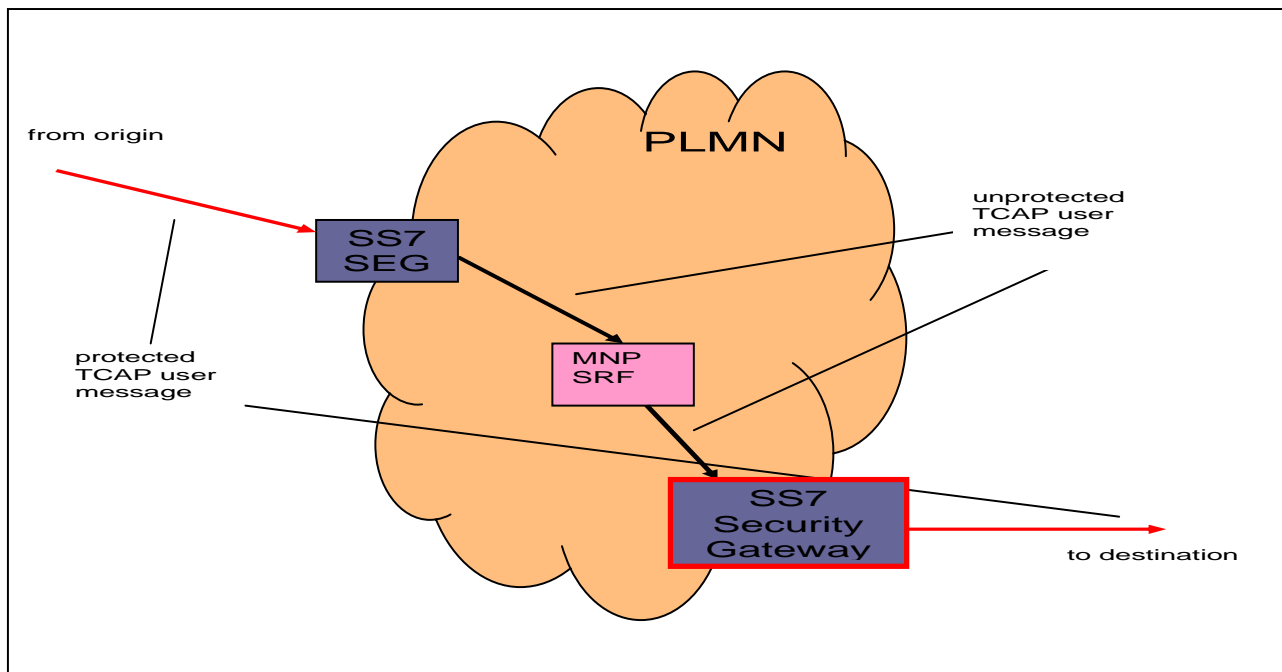 from origin
PLMN
unprotected
TCAP user
message
SS7
SEG
protected
TCAP user
message
MNP
SRF
SS7
Security
Gateway
to destination